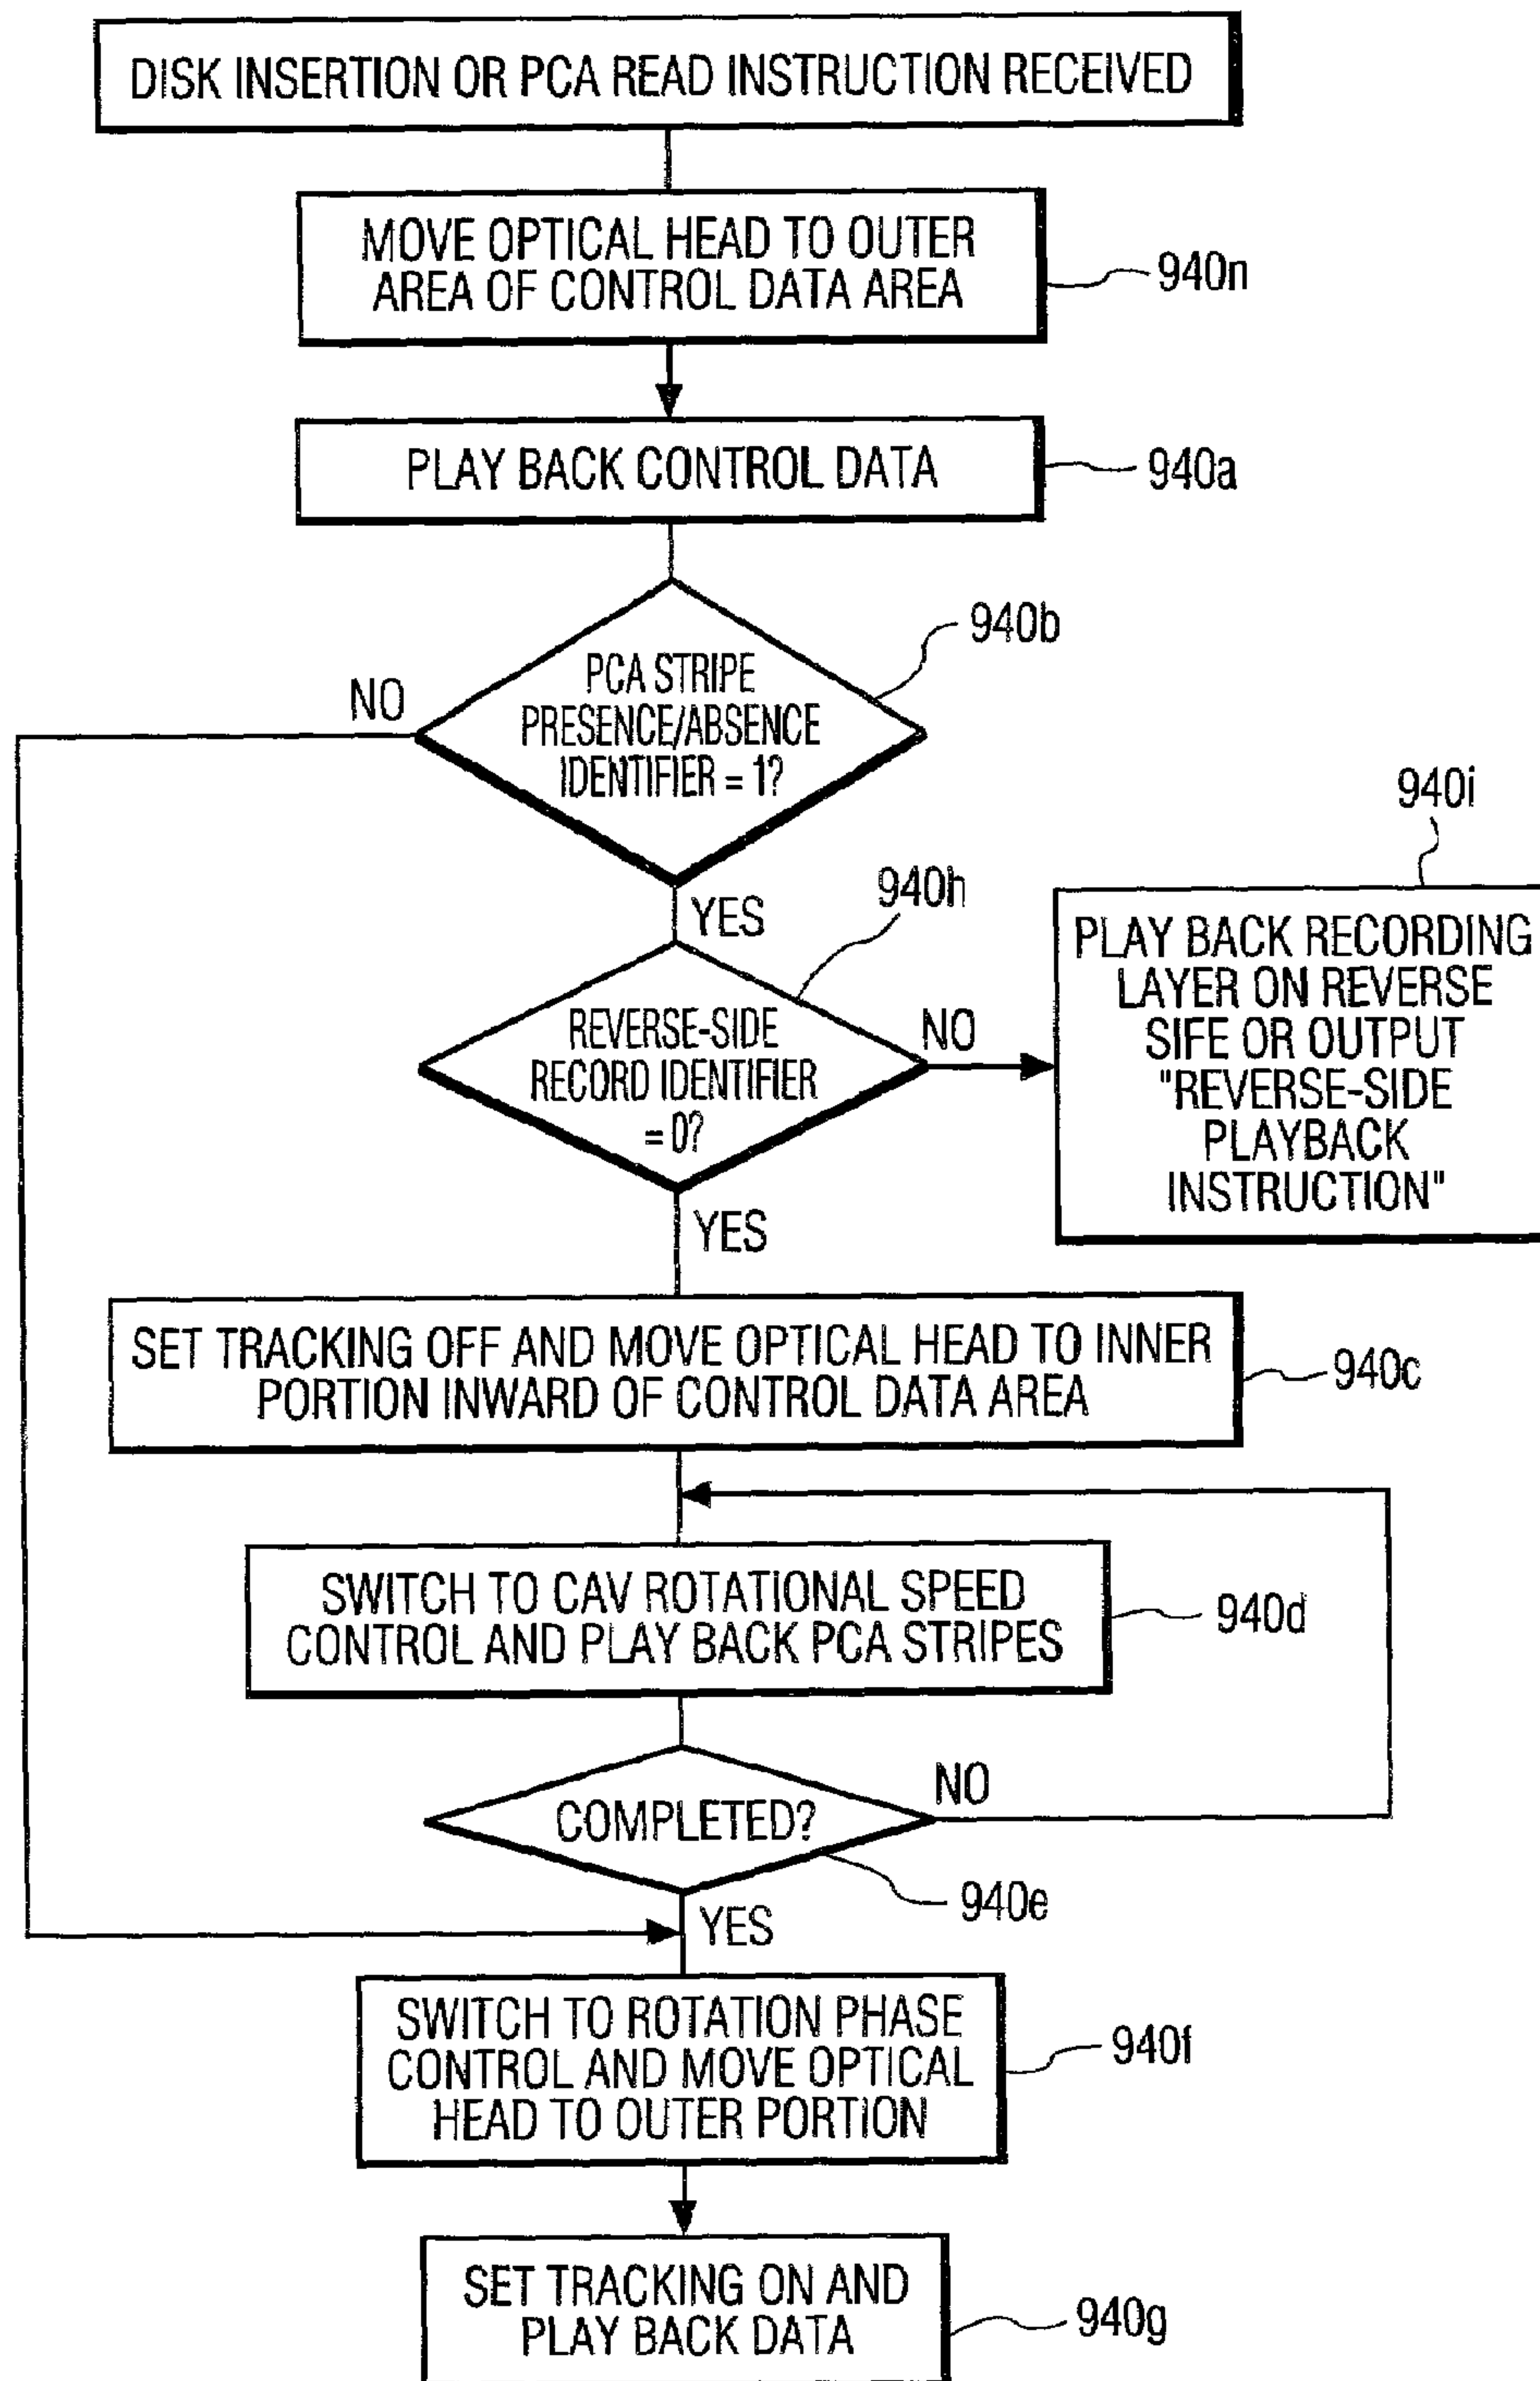 DISK INSERTION OR PCA READ INSTRUCTION RECEIVED
MOVE OPTICAL HEAD TO OUTER
AREA OF CONTROL DATA AREA
940n
PLAY BACK CONTROL DATA
940a
940b
PCA STRIPE
PRESENCE/ABSENCE
IDENTIFIER = 1?
NO
YES
940h
REVERSE-SIDE
RECORD IDENTIFIER
= 0?
NO
940i
PLAY BACK RECORDING
LAYER ON REVERSE
SIFE OR OUTPUT
"REVERSE-SIDE
PLAYBACK
INSTRUCTION"
YES
SET TRACKING OFF AND MOVE OPTICAL HEAD TO INNER
PORTION INWARD OF CONTROL DATA AREA
940c
SWITCH TO CAV ROTATIONAL SPEED
CONTROL AND PLAY BACK PCA STRIPES
940d
COMPLETED?
NO
940e
YES
SWITCH TO ROTATION PHASE
CONTROL AND MOVE OPTICAL
HEAD TO OUTER PORTION
940f
SET TRACKING ON AND
PLAY BACK DATA
940g